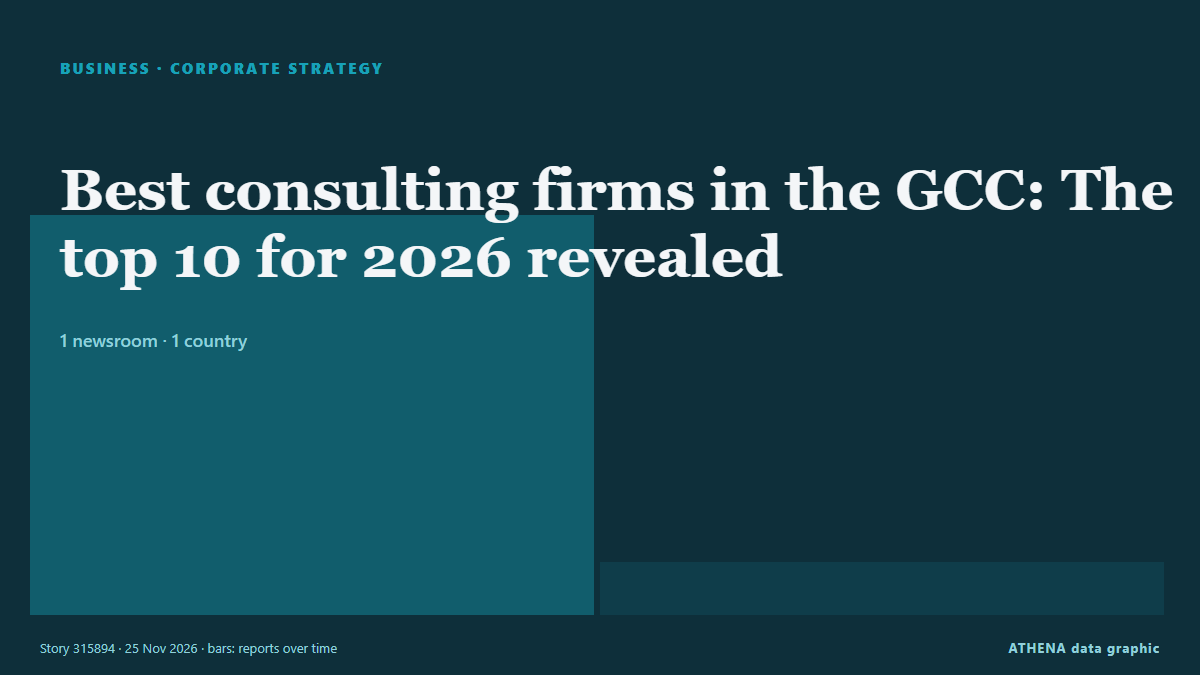 BUSINESS · CORPORATE STRATEGY
Best consulting firms in the GCC: The
top 10 for 2026 revealed
1 newsroom · 1 country
Story 315894 · 25 Nov 2026 · bars: reports over time
ATHENA data graphic